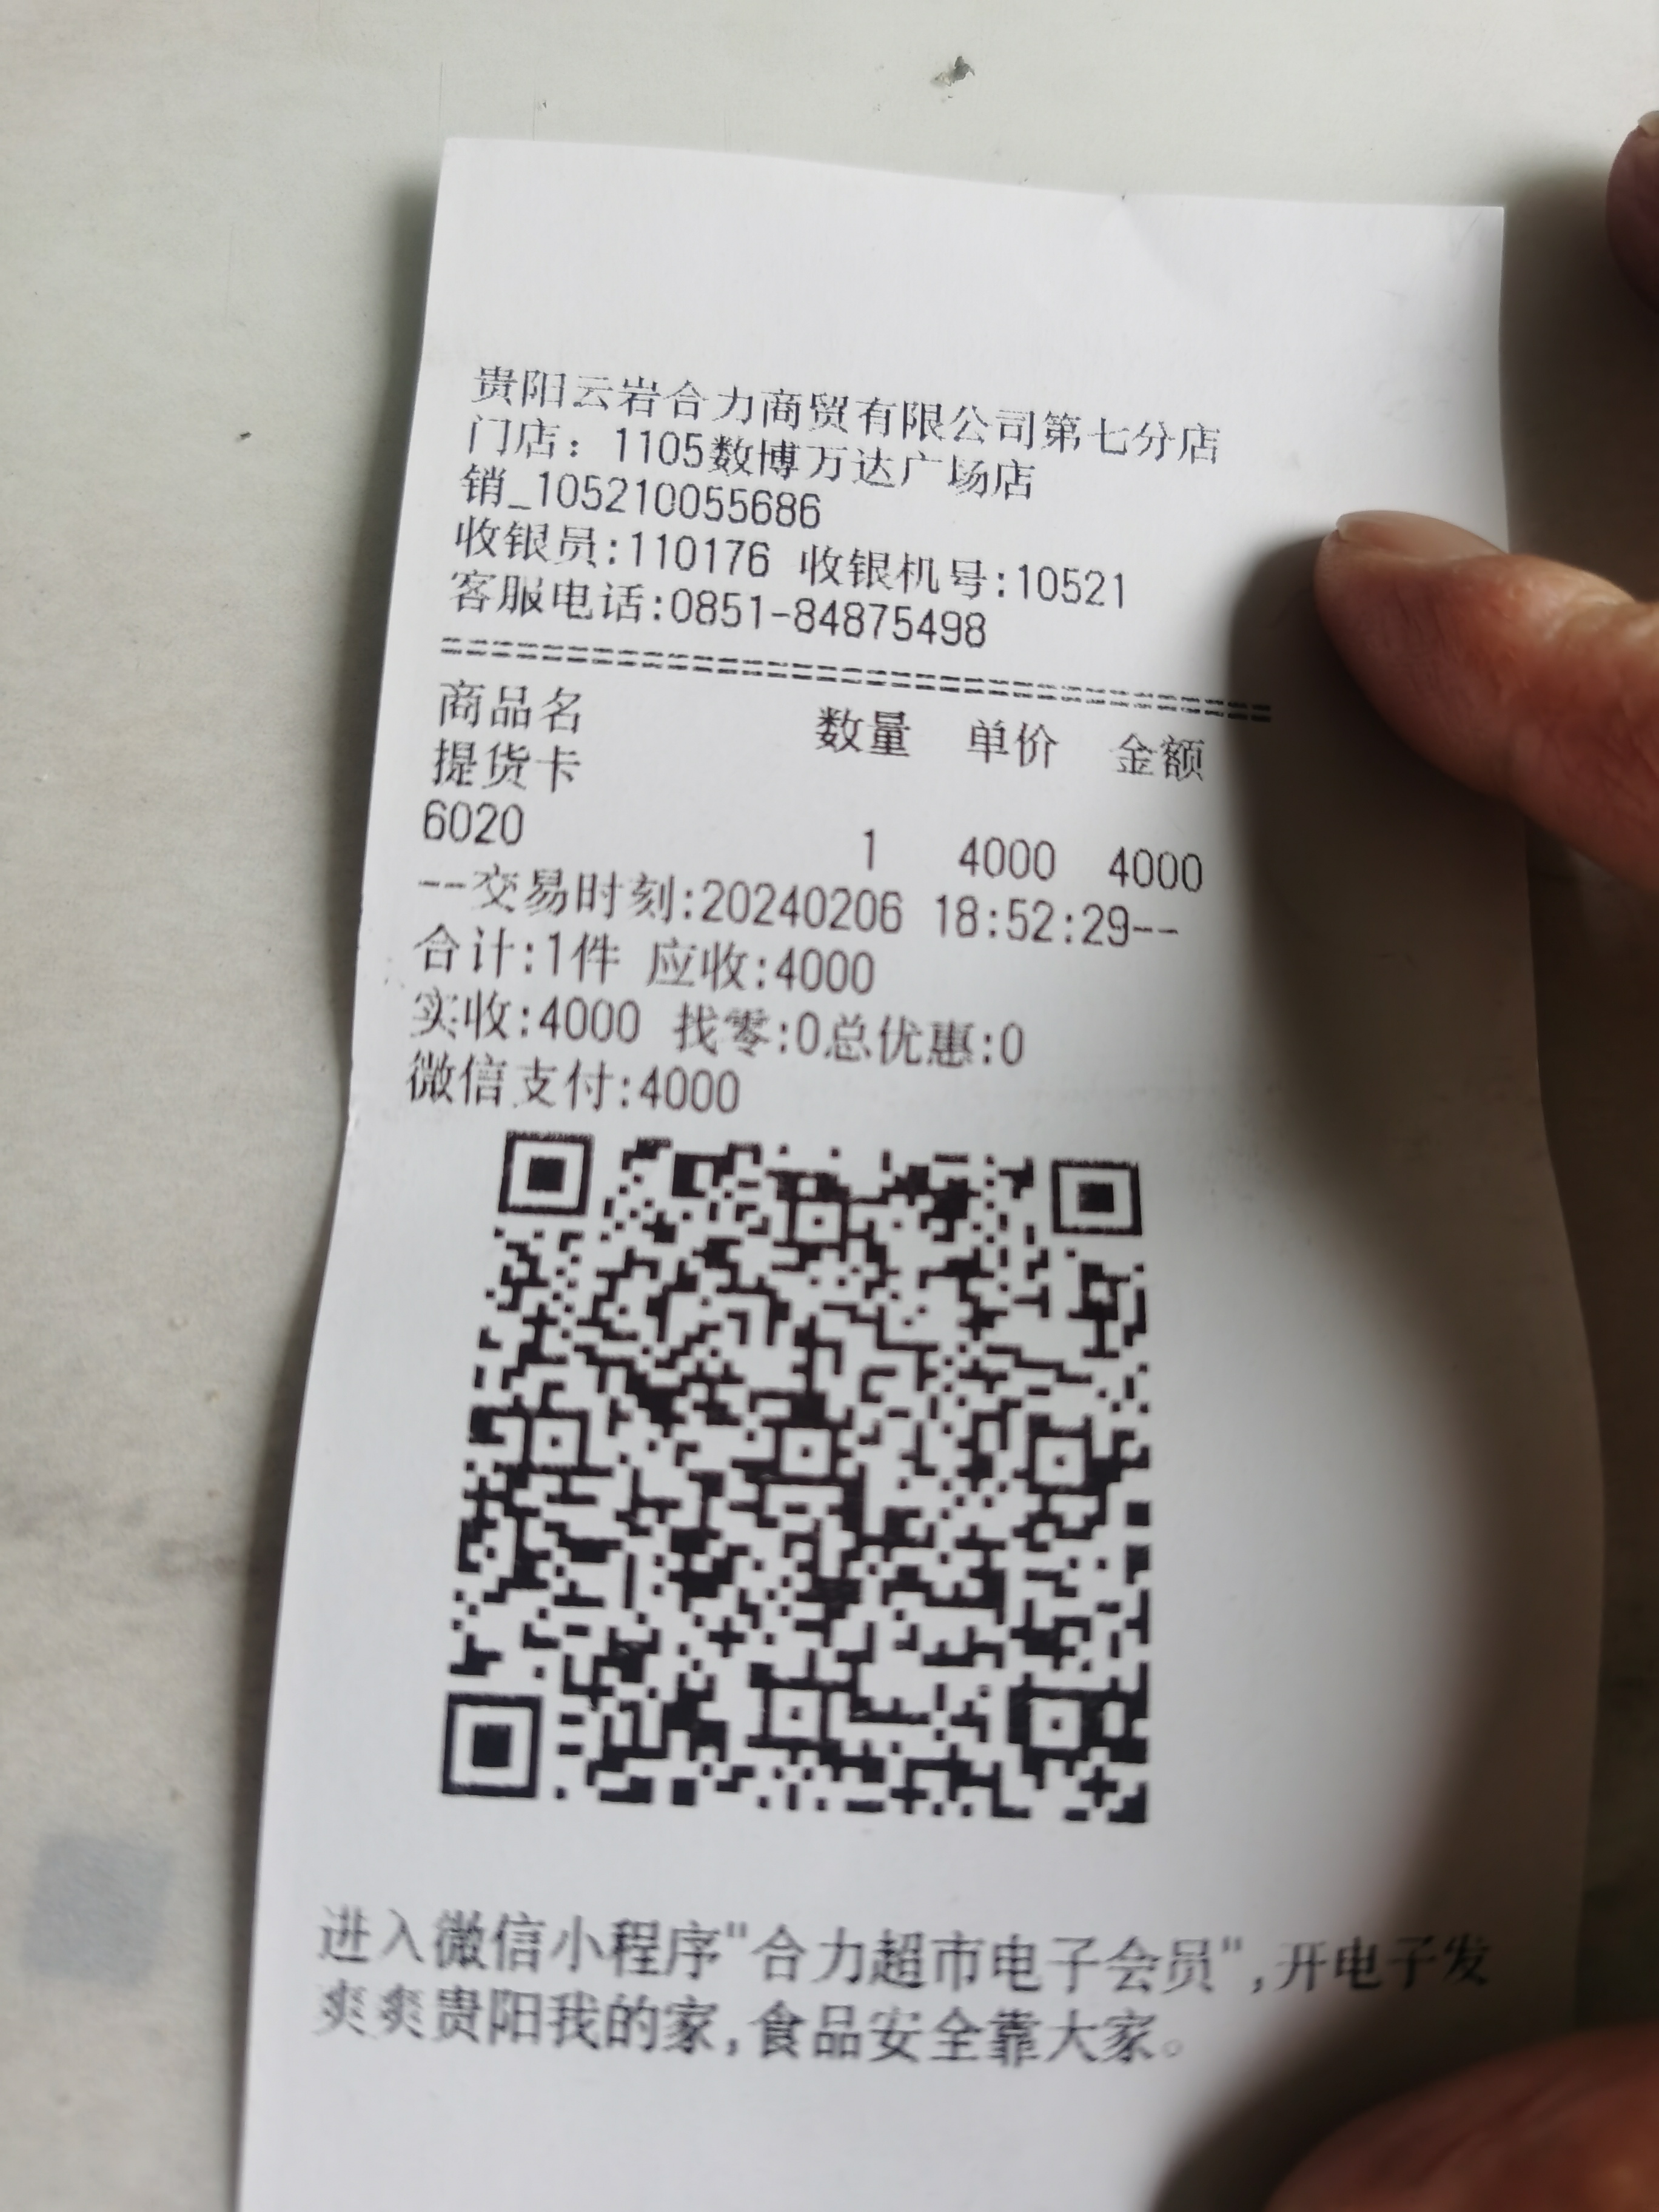 贵阳云岩合力商贸有限公司第七分店
门店：1105数博万达广场店
销_105210055686
收银员:110176 收银机号:10521
客服电话:0851-84875498
================================
商品名 数量 单价 金额
提货卡
6020 1 4000 4000
--交易时刻:20240206 18:52:29--
合计:1件 应收:4000
实收:4000 找零:0总优惠:0
微信支付:4000
进入微信小程序"合力超市电子会员",开电子发
爽爽贵阳我的家,食品安全靠大家。